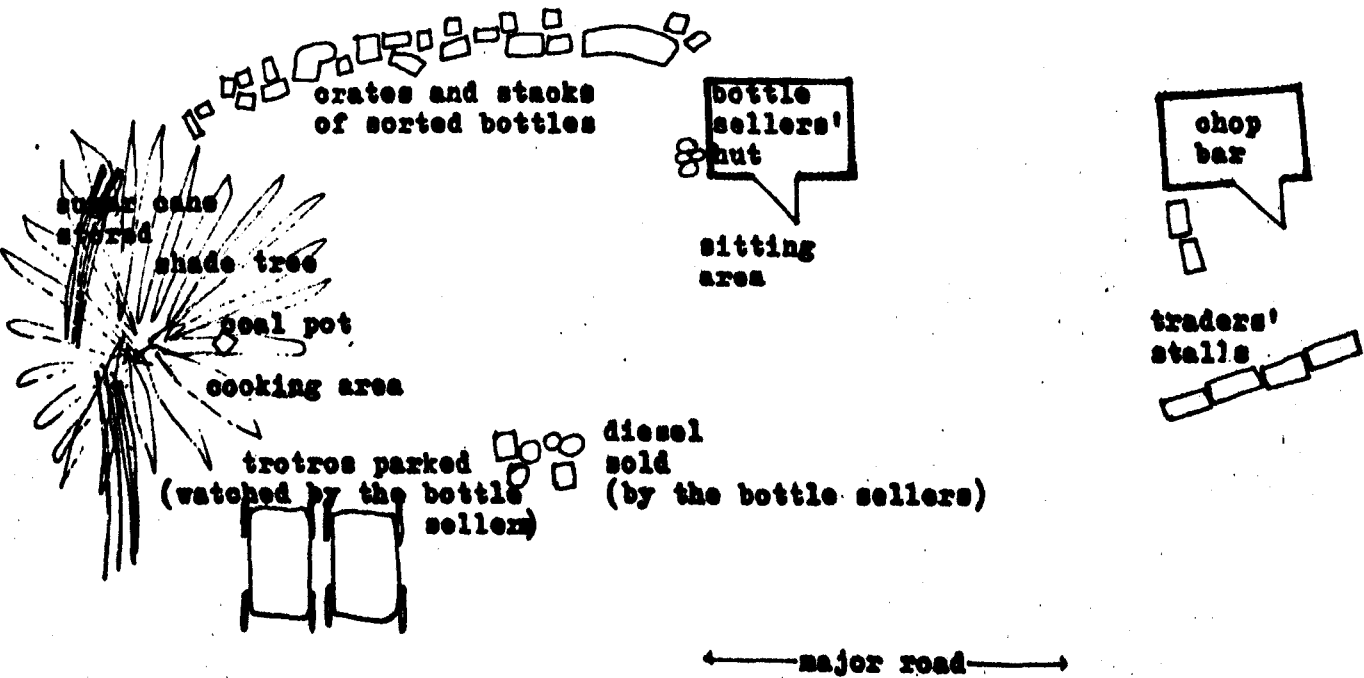 crates and stacks
of sorted bottles
bottle
sellers'
hut
chop
bar
sugar cane
stored
shade tree
sitting
area
coal pot
traders'
stalls
cooking area
diesel
sold
(by the bottle sellers)
trotros parked
(watched by the bottle
sellers)
major road